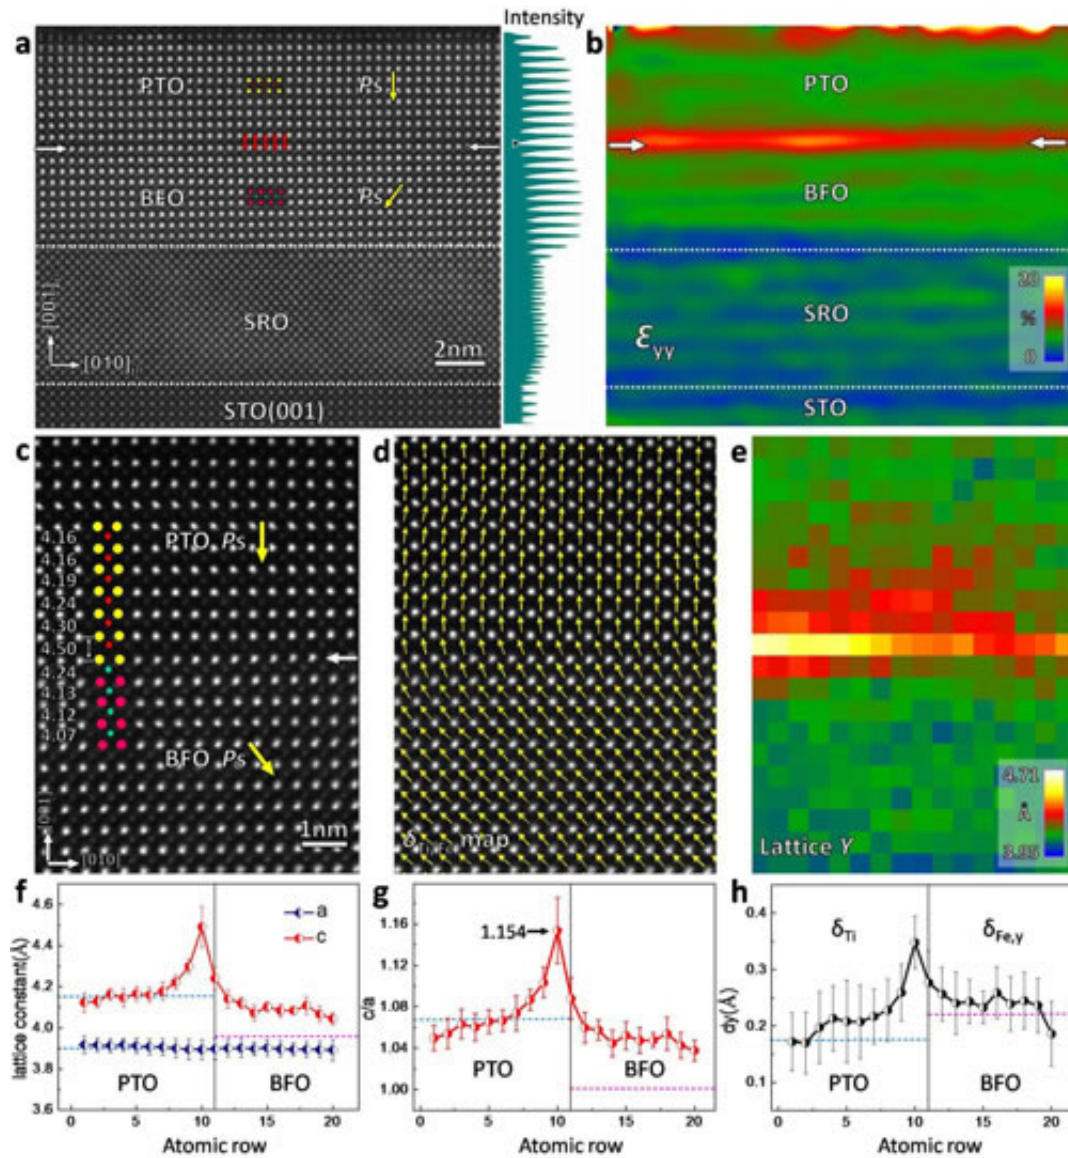 a
Intensity
b
PTO
Ps
BFO
Ps
SRO
[001]
[010]
2nm
STO(001)
PTO
BFO
20
%
0
SRO
Ɛyy
STO
c
4.16
4.16
4.19
4.24
4.30
4.50
4.24
4.13
4.12
4.07
PTO Ps
BFO Ps
[001]
[010]
1nm
d
δTi,Fe map
e
4.71
Å
3.95
Lattice Y
f
lattice constant(Å)
4.6
4.4
4.2
4.0
3.8
3.6
a
c
PTO
BFO
0 5 10 15 20
Atomic row
g
c/a
1.16
1.12
1.08
1.04
1.00
1.154
PTO
BFO
0 5 10 15 20
Atomic row
h
dy(Å)
0.4
0.3
0.2
0.1
δTi
δFe,y
PTO
BFO
0 5 10 15 20
Atomic row